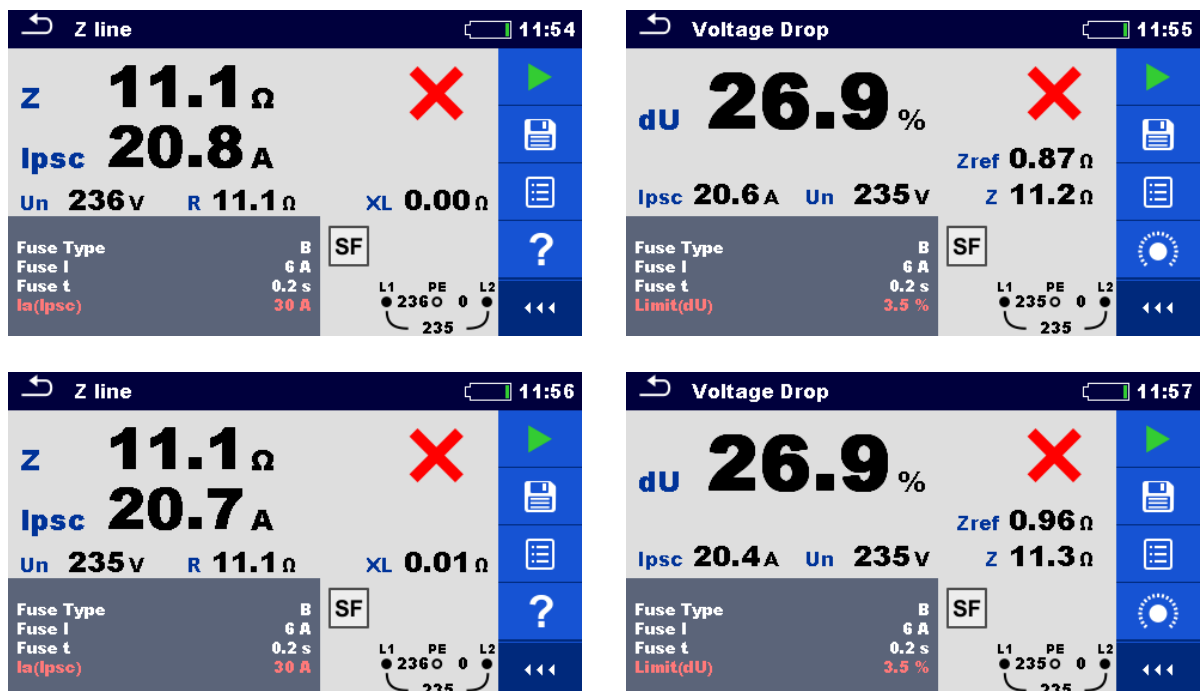 Z line 11:54
Z 11.1 Ω
Ipsc 20.8 A
Un 236 V R 11.1 Ω XL 0.00 Ω
Fuse Type B
Fuse I 6 A
Fuse t 0.2 s
Ia(Ipsc) 30 A
SF
?
L1 PE L2
236 0
235
Voltage Drop 11:55
dU 26.9 %
Zref 0.87 Ω
Ipsc 20.6 A Un 235 V Z 11.2 Ω
Fuse Type B
Fuse I 6 A
Fuse t 0.2 s
Limit(dU) 3.5 %
SF
L1 PE L2
235 0
235
Z line 11:56
Z 11.1 Ω
Ipsc 20.7 A
Un 235 V R 11.1 Ω XL 0.01 Ω
Fuse Type B
Fuse I 6 A
Fuse t 0.2 s
Ia(Ipsc) 30 A
SF
?
L1 PE L2
236 0
235
Voltage Drop 11:57
dU 26.9 %
Zref 0.96 Ω
Ipsc 20.4 A Un 235 V Z 11.3 Ω
Fuse Type B
Fuse I 6 A
Fuse t 0.2 s
Limit(dU) 3.5 %
SF
L1 PE L2
235 0
235